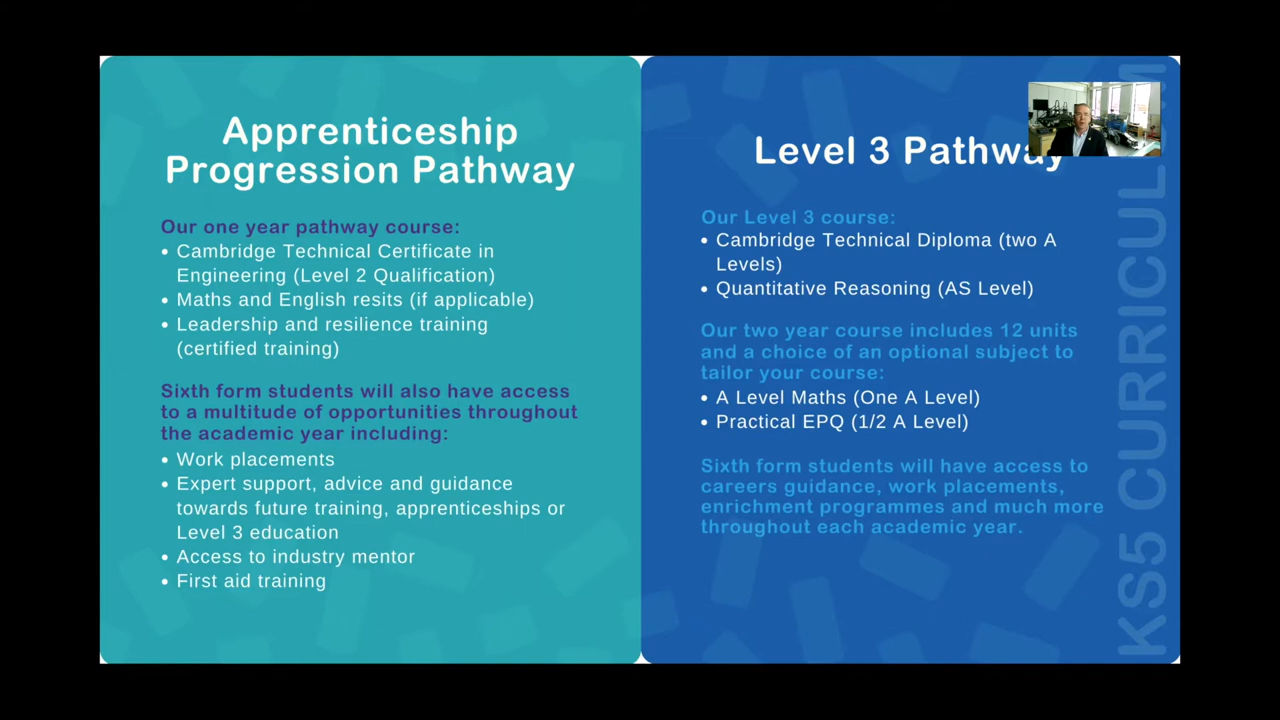 Apprenticeship
Progression Pathway
Our one year pathway course:
• Cambridge Technical Certificate in
Engineering (Level 2 Qualification)
• Maths and English resits (if applicable)
• Leadership and resilience training
(certified training)
Sixth form students will also have access
to a multitude of opportunities throughout
the academic year including:
• Work placements
• Expert support, advice and guidance
towards future training, apprenticeships or
Level 3 education
• Access to industry mentor
• First aid training
Level 3 Pathway
Our Level 3 course:
• Cambridge Technical Diploma (two A
Levels)
• Quantitative Reasoning (AS Level)
Our two year course includes 12 units
and a choice of an optional subject to
tailor your course:
• A Level Maths (One A Level)
• Practical EPQ (1/2 A Level)
Sixth form students will have access to
careers guidance, work placements,
enrichment programmes and much more
throughout each academic year.
KS5 CURRICULUM